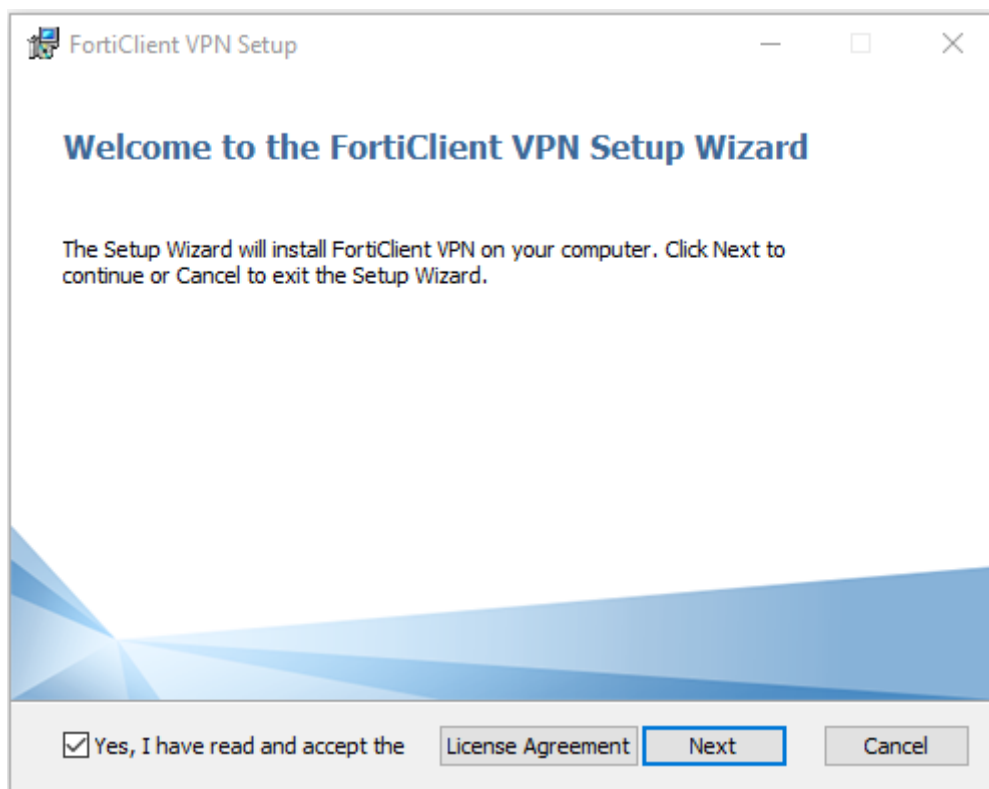 FortiClient VPN Setup
Welcome to the FortiClient VPN Setup Wizard
The Setup Wizard will install FortiClient VPN on your computer. Click Next to
continue or Cancel to exit the Setup Wizard.
Yes, I have read and accept the License Agreement Next Cancel